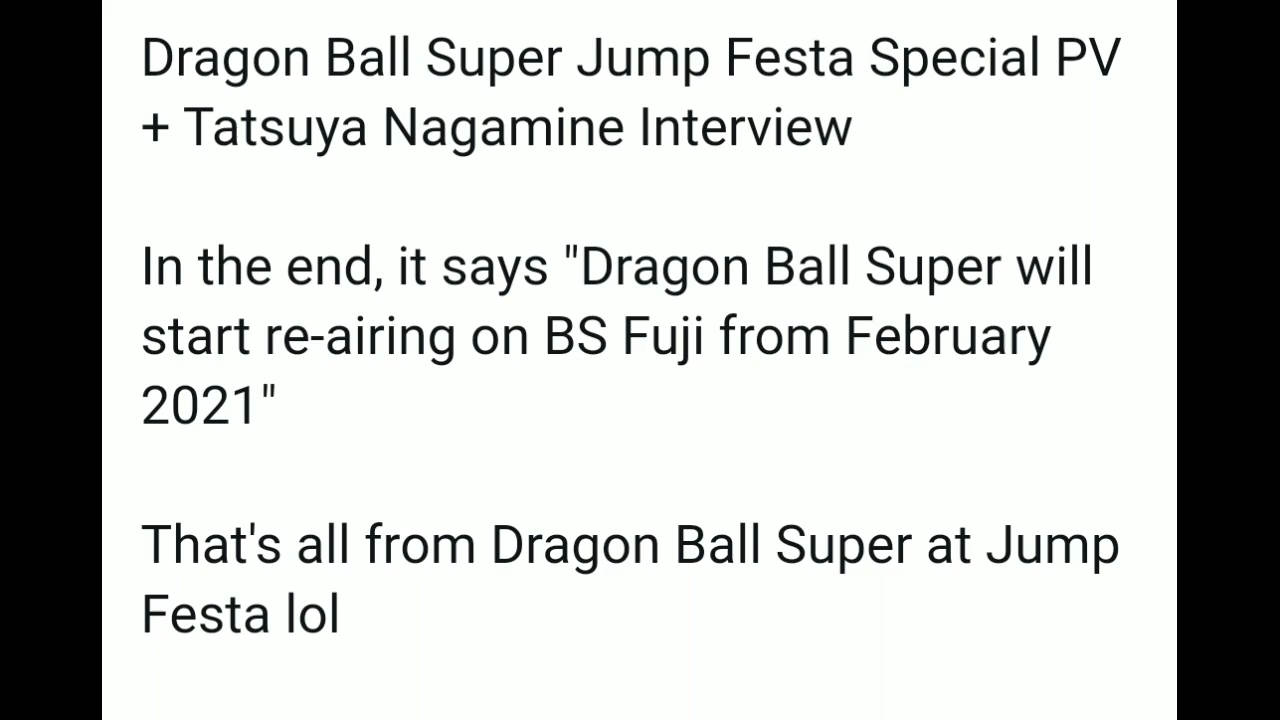 Dragon Ball Super Jump Festa Special PV
+ Tatsuya Nagamine Interview
In the end, it says "Dragon Ball Super will
start re-airing on BS Fuji from February
2021"
That's all from Dragon Ball Super at Jump
Festa lol